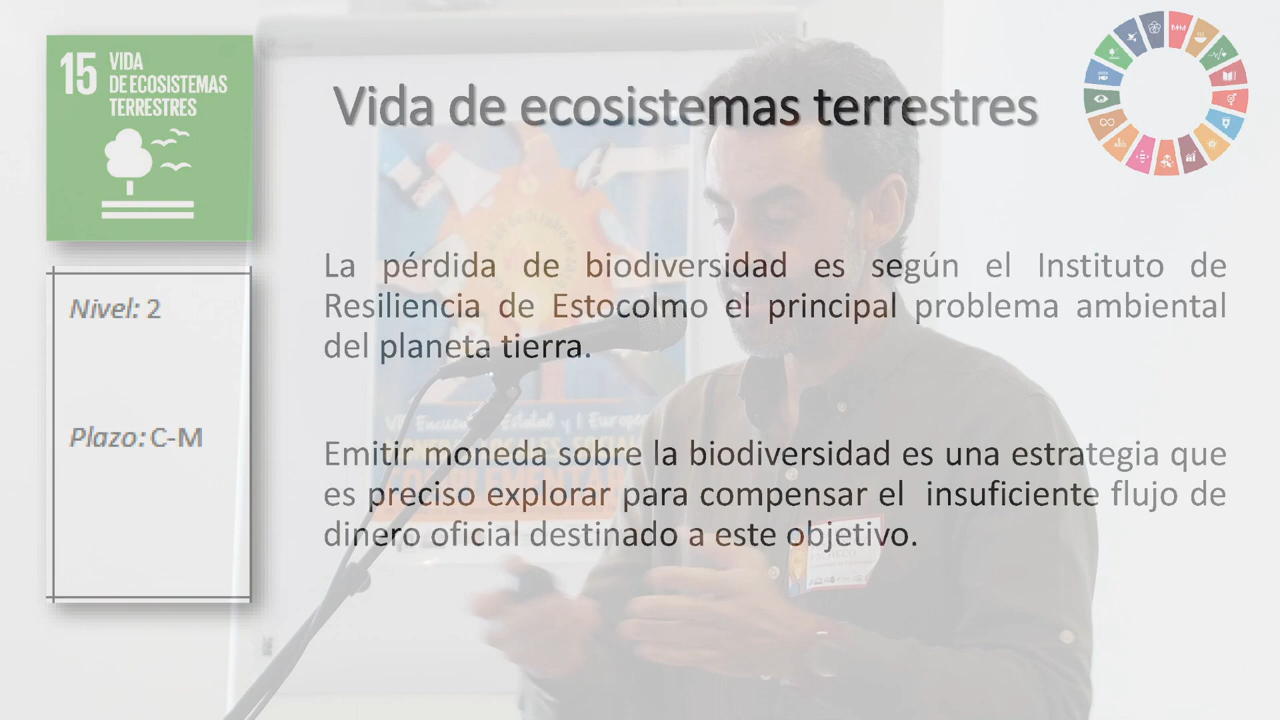 15 VIDA
DE ECOSISTEMAS
TERRESTRES
Vida de ecosistemas terrestres
Nivel: 2
Plazo: C-M
La pérdida de biodiversidad es según el Instituto de
Resiliencia de Estocolmo el principal problema ambiental
del planeta tierra.
Emitir moneda sobre la biodiversidad es una estrategia que
es preciso explorar para compensar el insuficiente flujo de
dinero oficial destinado a este objetivo.
Estatal y I